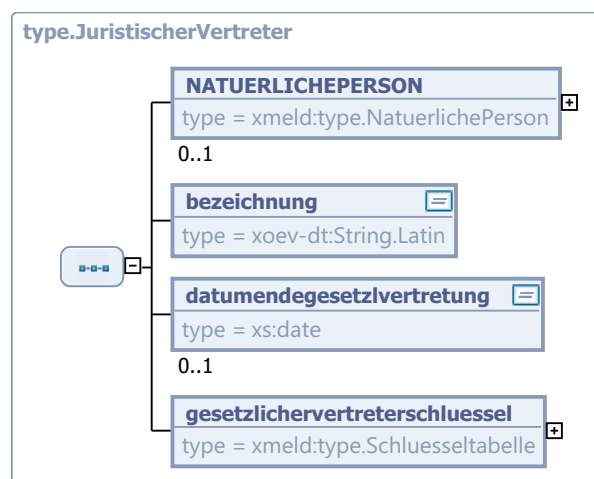 type.JuristischerVertreter
NATUERLICHEPERSON
type = xmeld:type.NatuerlichePerson
0..1
bezeichnung
type = xoev-dt:String.Latin
datumendegesetzlvertretung
type = xs:date
0..1
gesetzlichervertreterschluessel
type = xmeld:type.Schluesseltabelle